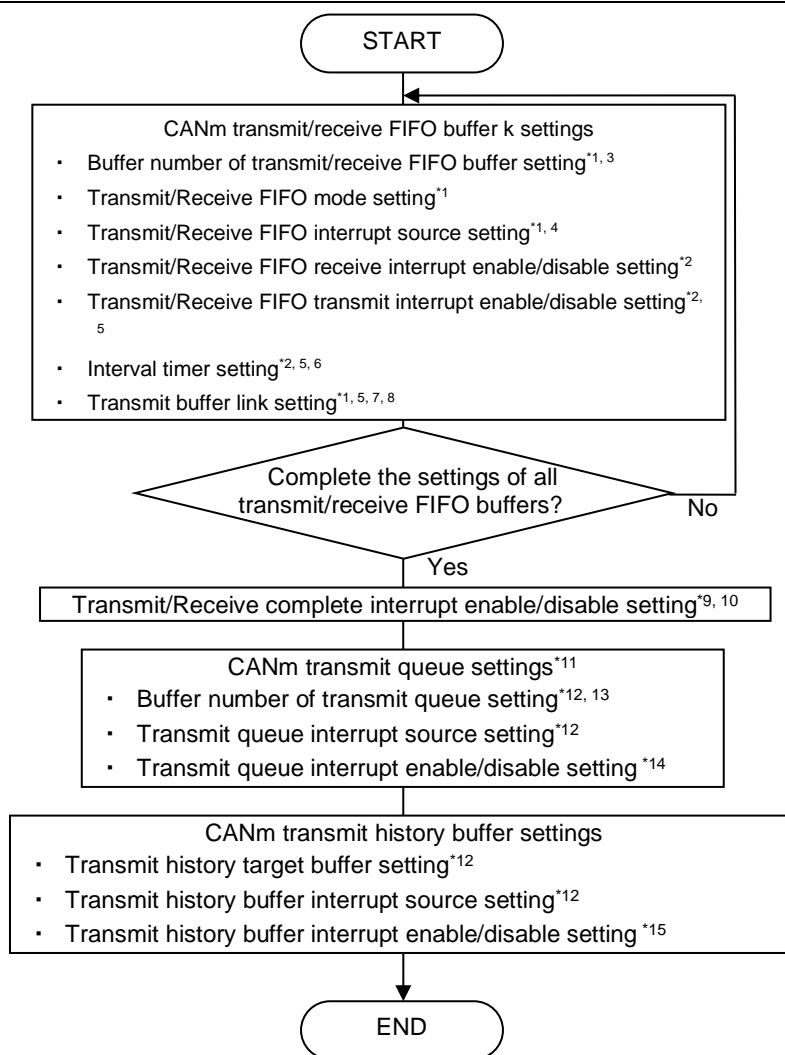 START
CANm transmit/receive FIFO buffer k settings
・ Buffer number of transmit/receive FIFO buffer setting*1, 3
・ Transmit/Receive FIFO mode setting*1
・ Transmit/Receive FIFO interrupt source setting*1, 4
・ Transmit/Receive FIFO receive interrupt enable/disable setting*2
・ Transmit/Receive FIFO transmit interrupt enable/disable setting*2,
5
・ Interval timer setting*2, 5, 6
・ Transmit buffer link setting*1, 5, 7, 8
Complete the settings of all
transmit/receive FIFO buffers?
No
Yes
Transmit/Receive complete interrupt enable/disable setting*9, 10
CANm transmit queue settings*11
・ Buffer number of transmit queue setting*12, 13
・ Transmit queue interrupt source setting*12
・ Transmit queue interrupt enable/disable setting *14
CANm transmit history buffer settings
・ Transmit history target buffer setting*12
・ Transmit history buffer interrupt source setting*12
・ Transmit history buffer interrupt enable/disable setting *15
END